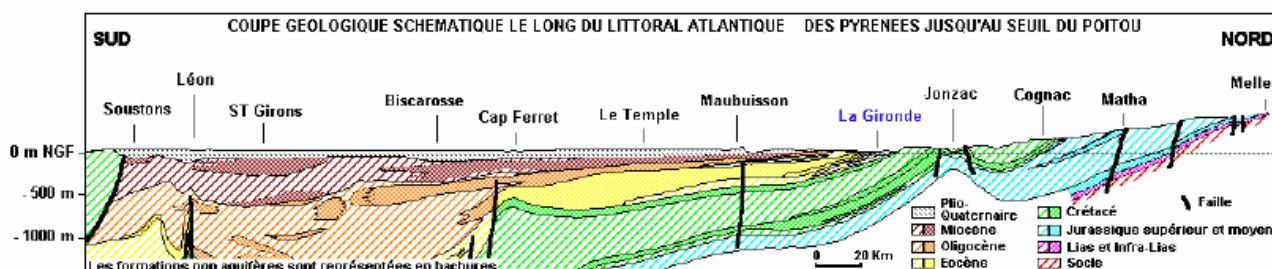 COUPE GEOLOGIQUE SCHEMATIQUE LE LONG DU LITTORAL ATLANTIQUE DES PYRENEES JUSQU'AU SEUIL DU POITOU
SUD
NORD
Léon
Soustons
ST Girons
Biscarosse
Cap Ferret
Le Temple
Maubuisson
La Gironde
Jonzac
Cognac
Matha
Melle
0 m NGF
- 500 m
- 1000 m
Plio-
Quaternaire
Miocène
Oligocène
Eocène
Crétacé
Jurassique supérieur et moyen
Lias et Infra-Lias
Socle
Faille
0 20 Km
Les formations non aquifères sont représentées en hachures